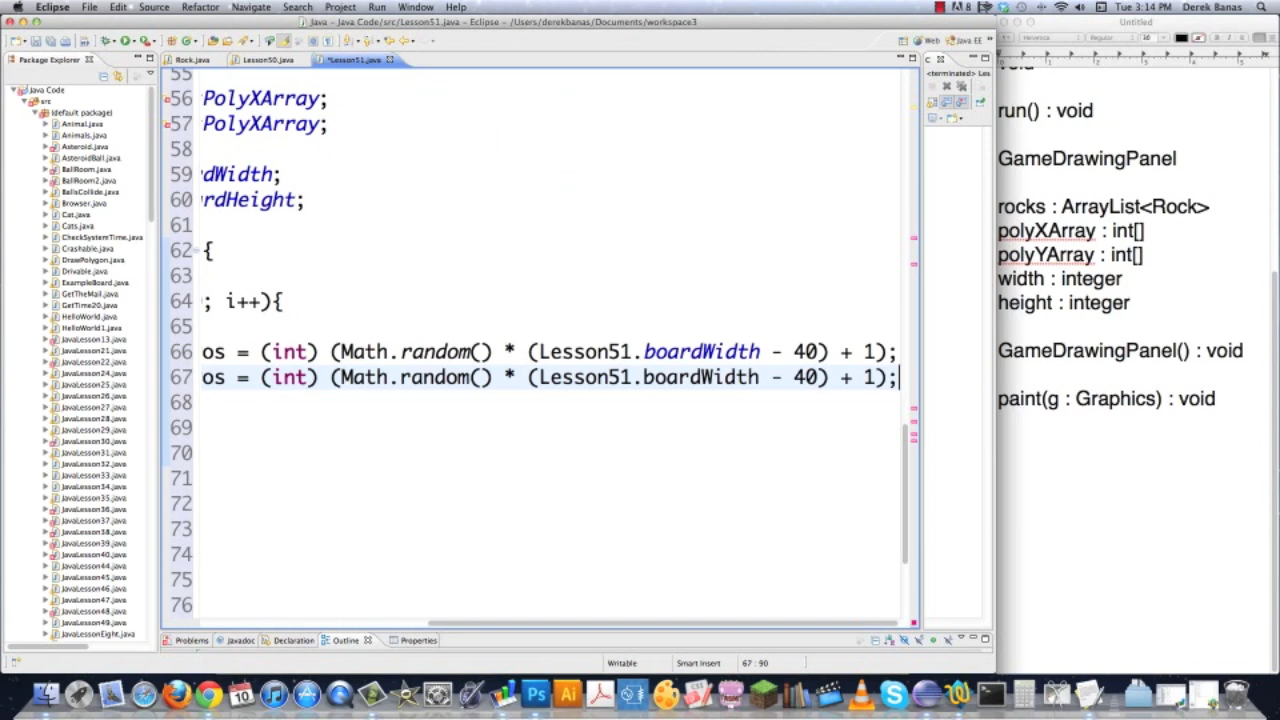 Eclipse File Edit Source Refactor Navigate Search Project Run Window Help
8 Tue 3:14 PM Derek Banas
Java - Java Code/src/Lesson51.java - Eclipse - /Users/derekbanas/Documents/workspace3
Untitled
Web Java EE
Helvetica Regular
Package Explorer
Rock.java Lesson50.java *Lesson51.java
<terminated> Les
Java Code
src
(default package)
Animal.java
Animals.java
Asteroid.java
AsteroidBall.java
BallRoom.java
BallRoom2.java
BallsCollide.java
Browser.java
Cat.java
Cats.java
CheckSystemTime.java
Crashable.java
DrawPolygon.java
Drivable.java
ExampleBoard.java
GetTheMail.java
GetTime20.java
HelloWorld.java
HelloWorld1.java
JavaLesson13.java
JavaLesson21.java
JavaLesson22.java
JavaLesson24.java
JavaLesson25.java
JavaLesson26.java
JavaLesson27.java
JavaLesson28.java
JavaLesson29.java
JavaLesson30.java
JavaLesson31.java
JavaLesson32.java
JavaLesson33.java
JavaLesson34.java
JavaLesson35.java
JavaLesson36.java
JavaLesson37.java
JavaLesson38.java
JavaLesson39.java
JavaLesson40.java
JavaLesson44.java
JavaLesson45.java
JavaLesson46.java
JavaLesson47.java
JavaLesson48.java
JavaLesson49.java
JavaLessonEight.java
55
56 PolyXArray;
57 PolyXArray;
58
59 dWidth;
60 rdHeight;
61
62 {
63
64 ; i++){
65
66 os = (int) (Math.random() * (Lesson51.boardWidth - 40) + 1);
67 os = (int) (Math.random() * (Lesson51.boardWidth - 40) + 1);
68
69
70
71
72
73
74
75
76
void
run() : void
GameDrawingPanel
rocks : ArrayList<Rock>
polyXArray : int[]
polyYArray : int[]
width : integer
height : integer
GameDrawingPanel() : void
paint(g : Graphics) : void
Problems Javadoc Declaration Outline Properties
Writable Smart Insert 67 : 90